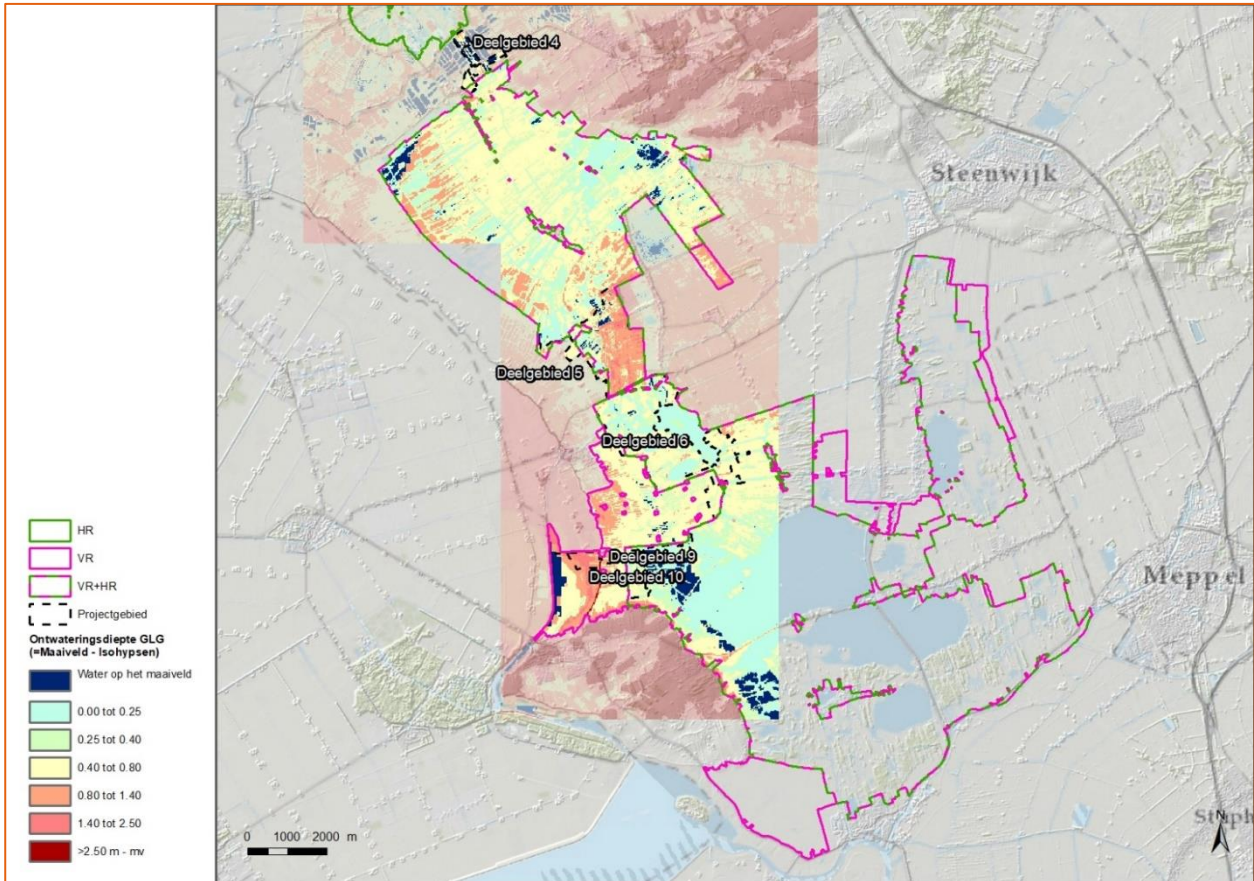 Deelgebied 4
Steenwijk
Deelgebied 5
Deelgebied 6
Deelgebied 9
Deelgebied 10
Meppel
N
HR
VR
VR+HR
Projectgebied
Ontwateringsdiepte GLG
(=Maaiveld - Isohypsen)
Water op het maaiveld
0.00 tot 0.25
0.25 tot 0.40
0.40 tot 0.80
0.80 tot 1.40
1.40 tot 2.50
>2.50 m - mv
0 1000 2000 m